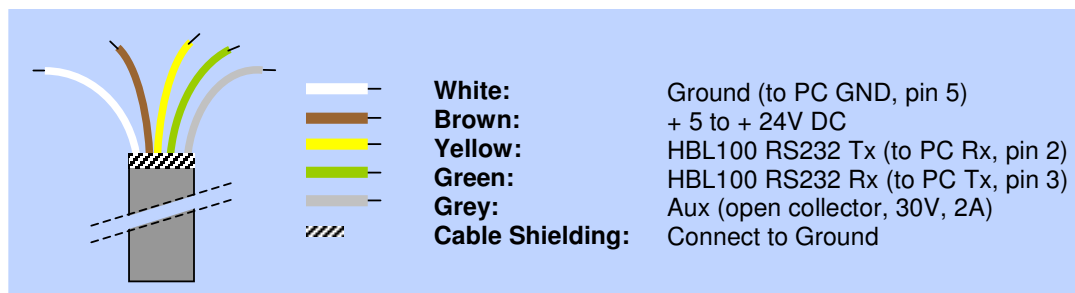 White: Ground (to PC GND, pin 5)
Brown: + 5 to + 24V DC
Yellow: HBL100 RS232 Tx (to PC Rx, pin 2)
Green: HBL100 RS232 Rx (to PC Tx, pin 3)
Grey: Aux (open collector, 30V, 2A)
Cable Shielding: Connect to Ground